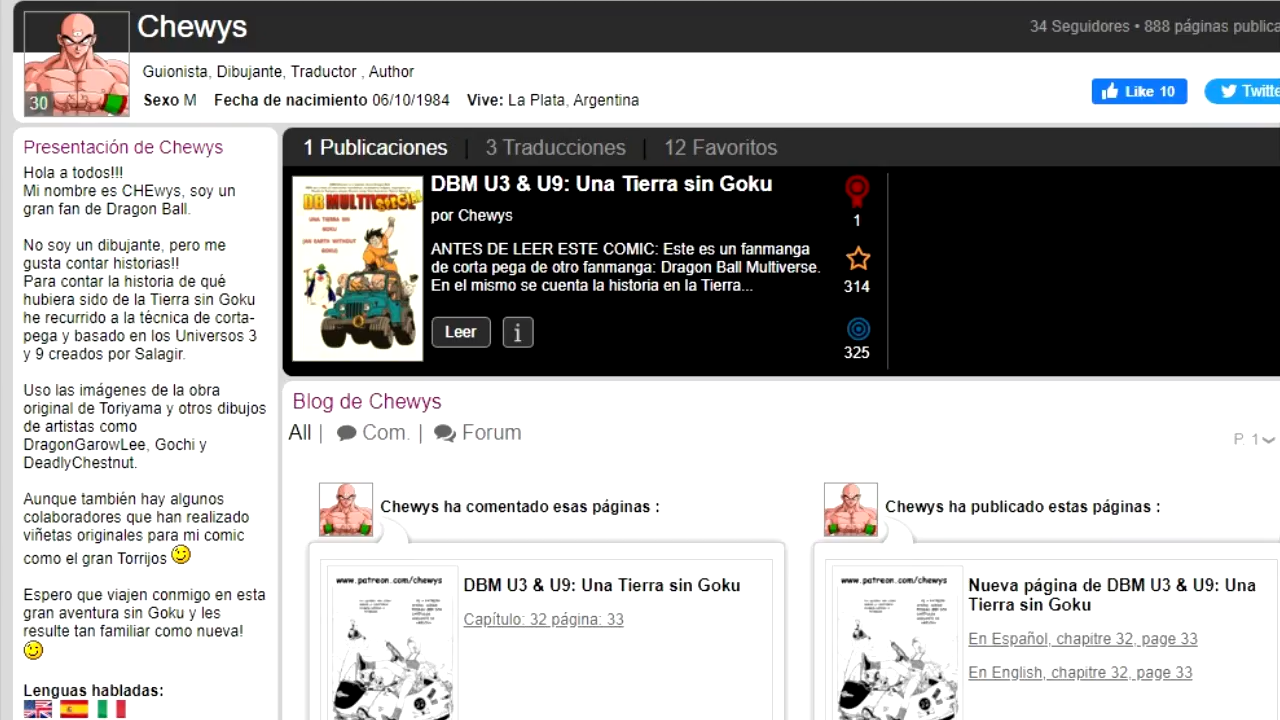 Chewys
34 Seguidores • 888 páginas publica
Guionista, Dibujante, Traductor , Author
Sexo M Fecha de nacimiento 06/10/1984 Vive: La Plata, Argentina
30
Like 10
Twitte
Presentación de Chewys
Hola a todos!!!
Mi nombre es CHEwys, soy un
gran fan de Dragon Ball.
No soy un dibujante, pero me
gusta contar historias!!
Para contar la historia de qué
hubiera sido de la Tierra sin Goku
he recurrido a la técnica de corta-
pega y basado en los Universos 3
y 9 creados por Salagir.
Uso las imágenes de la obra
original de Toriyama y otros dibujos
de artistas como
DragonGarowLee, Gochi y
DeadlyChestnut.
Aunque también hay algunos
colaboradores que han realizado
viñetas originales para mi comic
como el gran Torrijos
Espero que viajen conmigo en esta
gran aventura sin Goku y les
resulte tan familiar como nueva!
Lenguas habladas:
1 Publicaciones | 3 Traducciones | 12 Favoritos
DB MULTIVERSE
UNA TIERRA SIN
GOKU
(AN EARTH WITHOUT
GOKU)
DBM U3 & U9: Una Tierra sin Goku
por Chewys
ANTES DE LEER ESTE COMIC: Este es un fanmanga
de corta pega de otro fanmanga: Dragon Ball Multiverse.
En el mismo se cuenta la historia en la Tierra...
Leer i
1
314
325
Blog de Chewys
All | Com. | Forum
P 1
Chewys ha comentado esas páginas :
www.patreon.com/chewys
DBM U3 & U9: Una Tierra sin Goku
Capítulo: 32 página: 33
Chewys ha publicado estas páginas :
www.patreon.com/chewys
Nueva página de DBM U3 & U9: Una
Tierra sin Goku
En Español, chapitre 32, page 33
En English, chapitre 32, page 33